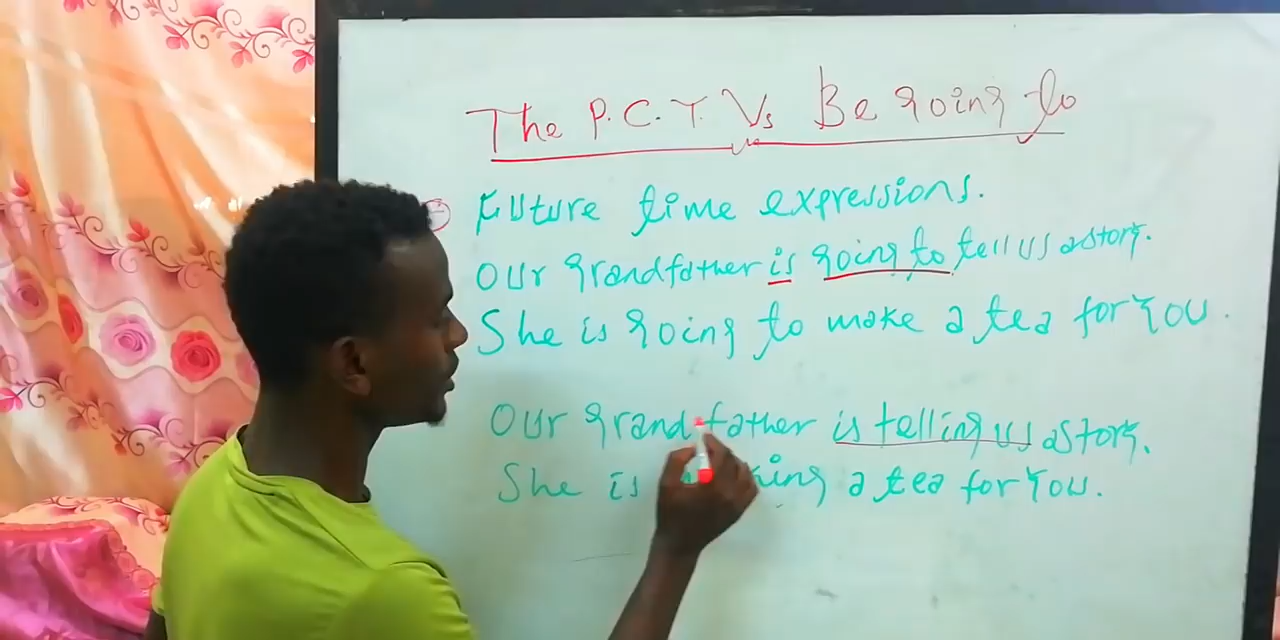 The P.C.T. Vs Be going to
Future time expressions.
Our grandfather is going to tell us a story.
She is going to make a tea for you.
Our grandfather is telling us a story.
She is a tea for you.